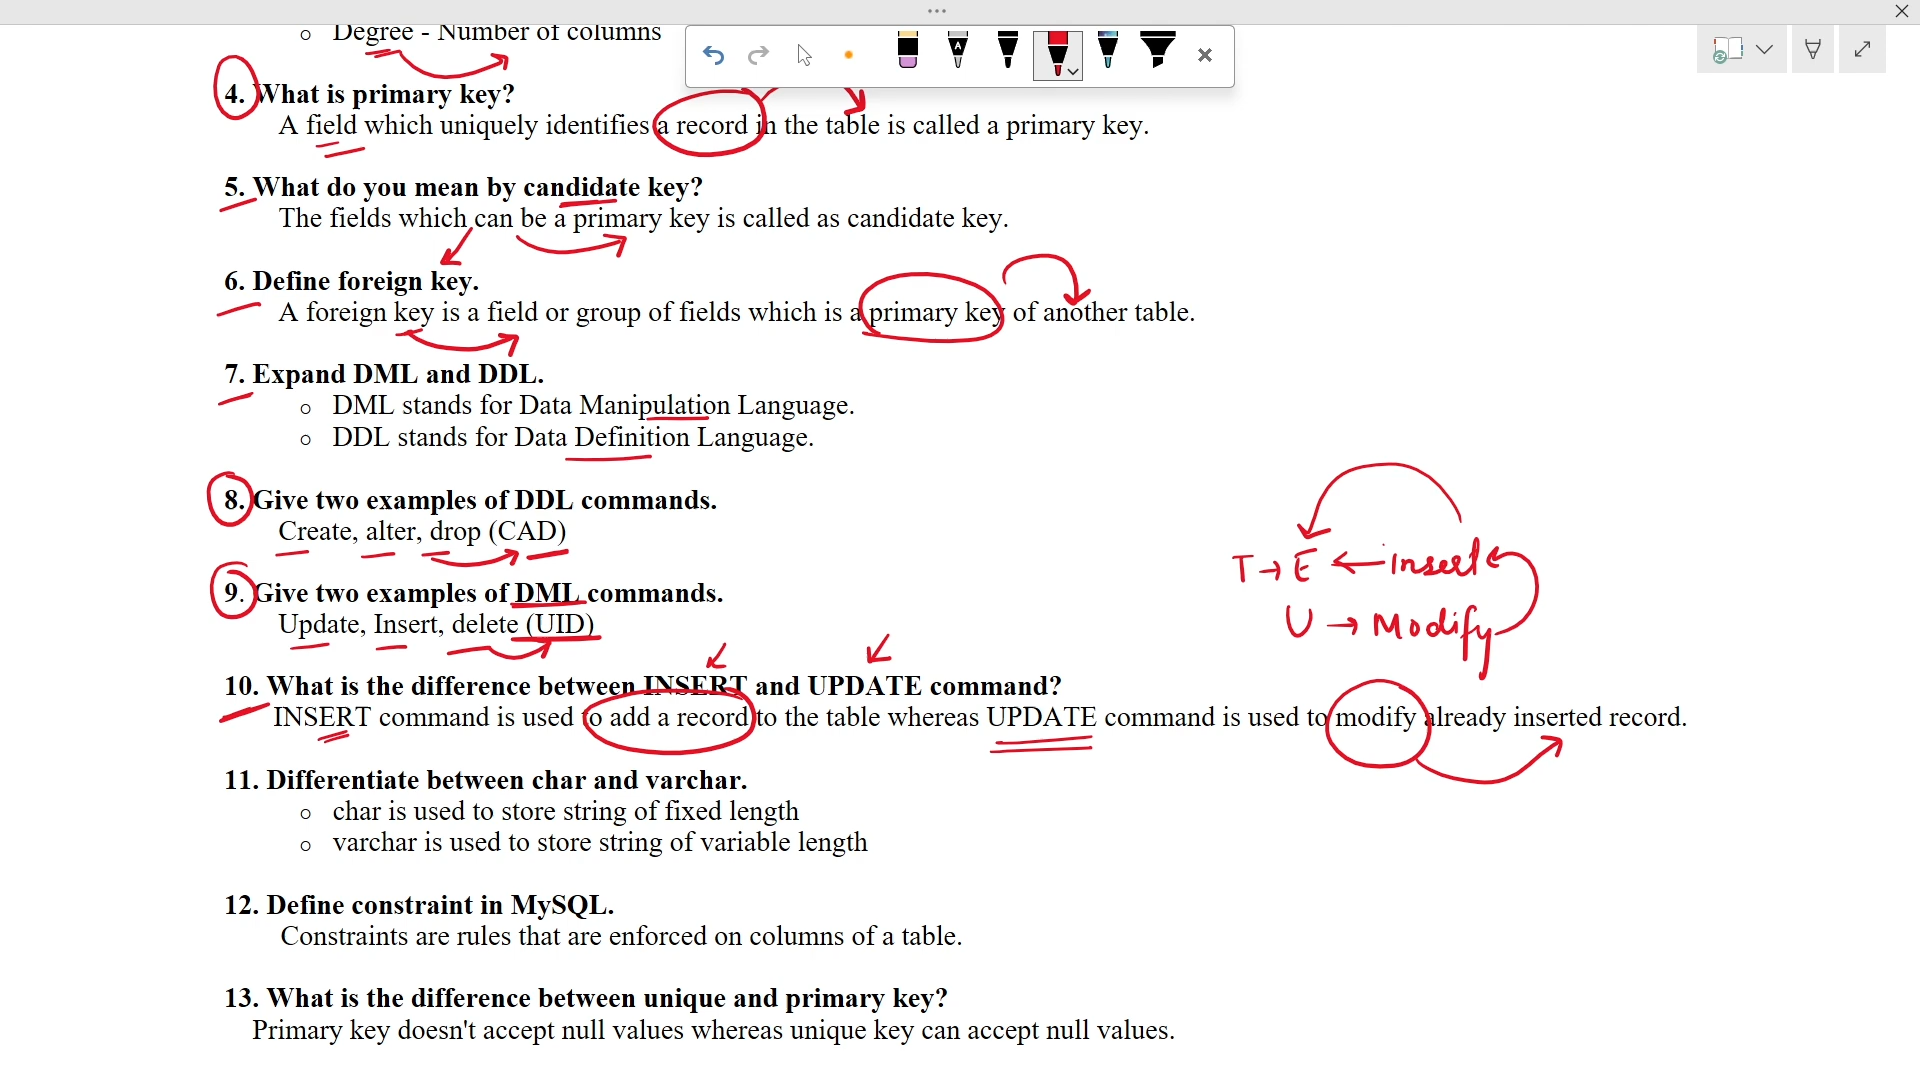 Degree - Number of columns
4. What is primary key?
A field which uniquely identifies a record in the table is called a primary key.
5. What do you mean by candidate key?
The fields which can be a primary key is called as candidate key.
6. Define foreign key.
A foreign key is a field or group of fields which is a primary key of another table.
7. Expand DML and DDL.
DML stands for Data Manipulation Language.
DDL stands for Data Definition Language.
8. Give two examples of DDL commands.
Create, alter, drop (CAD)
T → E ← insert
9. Give two examples of DML commands.
Update, Insert, delete (UID)
U → Modify
10. What is the difference between INSERT and UPDATE command?
INSERT command is used to add a record to the table whereas UPDATE command is used to modify already inserted record.
11. Differentiate between char and varchar.
char is used to store string of fixed length
varchar is used to store string of variable length
12. Define constraint in MySQL.
Constraints are rules that are enforced on columns of a table.
13. What is the difference between unique and primary key?
Primary key doesn't accept null values whereas unique key can accept null values.